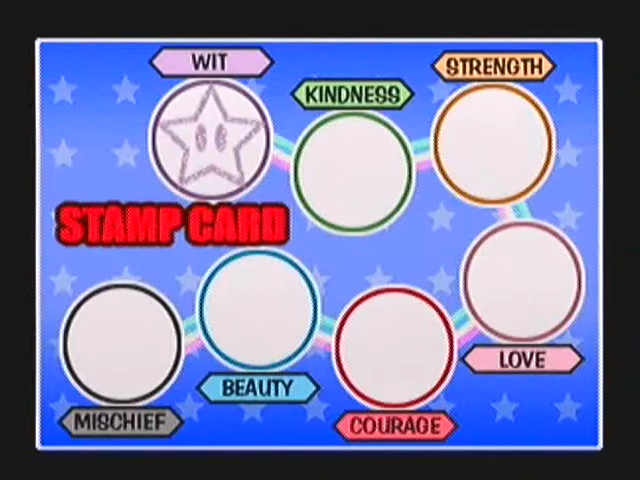 WIT
KINDNESS
STRENGTH
STAMP CARD
LOVE
BEAUTY
MISCHIEF
COURAGE